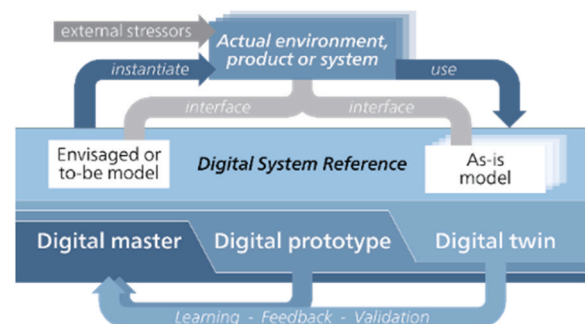 external stressors
Actual environment,
product or system
instantiate
use
interface
interface
Envisaged or
to-be model
Digital System Reference
As-is
model
Digital master
Digital prototype
Digital twin
Learning - Feedback - Validation